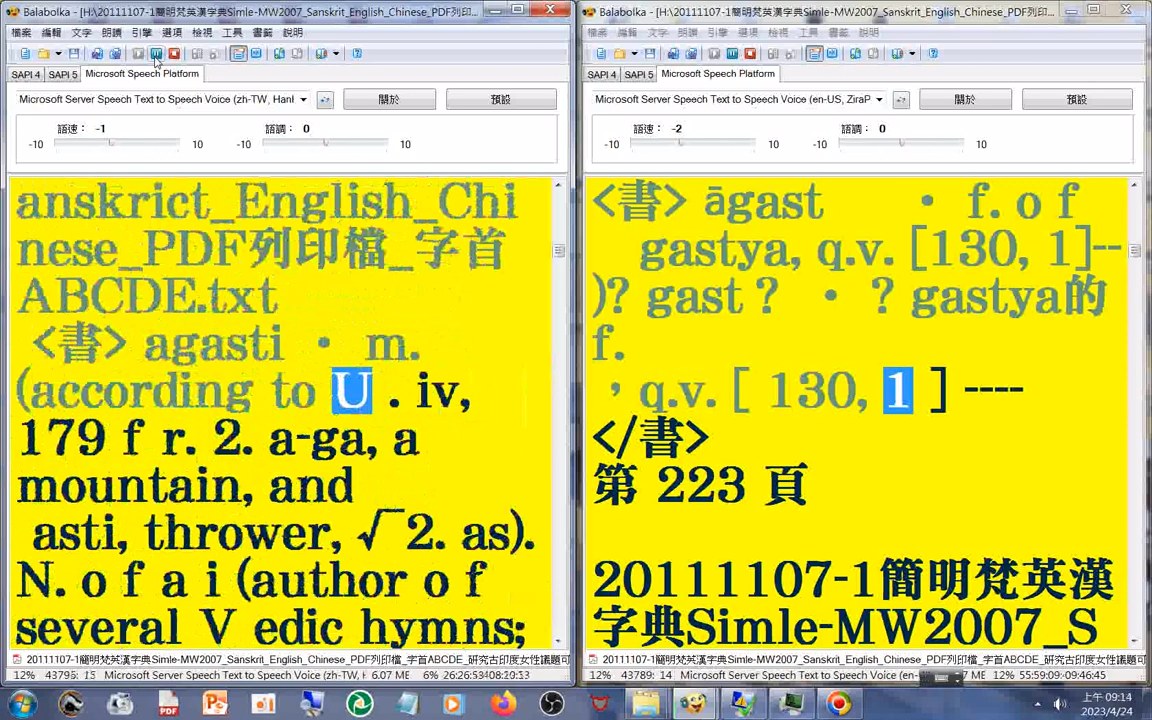 Balabolka - [H:\20111107-1簡明梵英漢字典Simle-MW2007_Sanskrit_English_Chinese_PDF列印...
檔案 編輯 文字 朗讀 引擎 選項 檢視 工具 書籤 說明
SAPI 4 SAPI 5 Microsoft Speech Platform
Microsoft Server Speech Text to Speech Voice (zh-TW, HanI
關於 預設
語速： -1 語調： 0
-10 10 -10 10
anskrict_English_Chi
nese_PDF列印檔_字首
ABCDE.txt
<書> agasti • m.
(according to U . iv,
179 f r. 2. a-ga, a
mountain, and
asti, thrower, √2. as).
N. o f a i (author o f
several V edic hymns;
20111107-1簡明梵英漢字典Simle-MW2007_Sanskrit_English_Chinese_PDF列印檔_字首ABCDE_研究古印度女性議題可
12% 43795: 15 Microsoft Server Speech Text to Speech Voice (zh-TW, H 6.07 MB 6%
Balabolka - [H:\20111107-1簡明梵英漢字典Simle-MW2007_Sanskrit_English_Chinese_PDF列印...
檔案 編輯 文字 朗讀 引擎 選項 檢視 工具 書籤 說明
SAPI 4 SAPI 5 Microsoft Speech Platform
Microsoft Server Speech Text to Speech Voice (en-US, ZiraP
關於 預設
語速： -2 語調： 0
-10 10 -10 10
<書> āgast • f. o f
gastya, q.v. [130, 1]--
)? gast ? • ? gastya的
f.
，q.v. [ 130, 1 ] ----
</書>
第 223 頁
20111107-1簡明梵英漢
字典Simle-MW2007_S
20111107-1簡明梵英漢字典Simle-MW2007_Sanskrit_English_Chinese_PDF列印檔_字首ABCDE_研究古印度女性議題可
12% 43789: 14 Microsoft Server Speech Text to Speech Voice (en- 12% 55:59:09-09:46:45
上午 09:14
2023/4/24